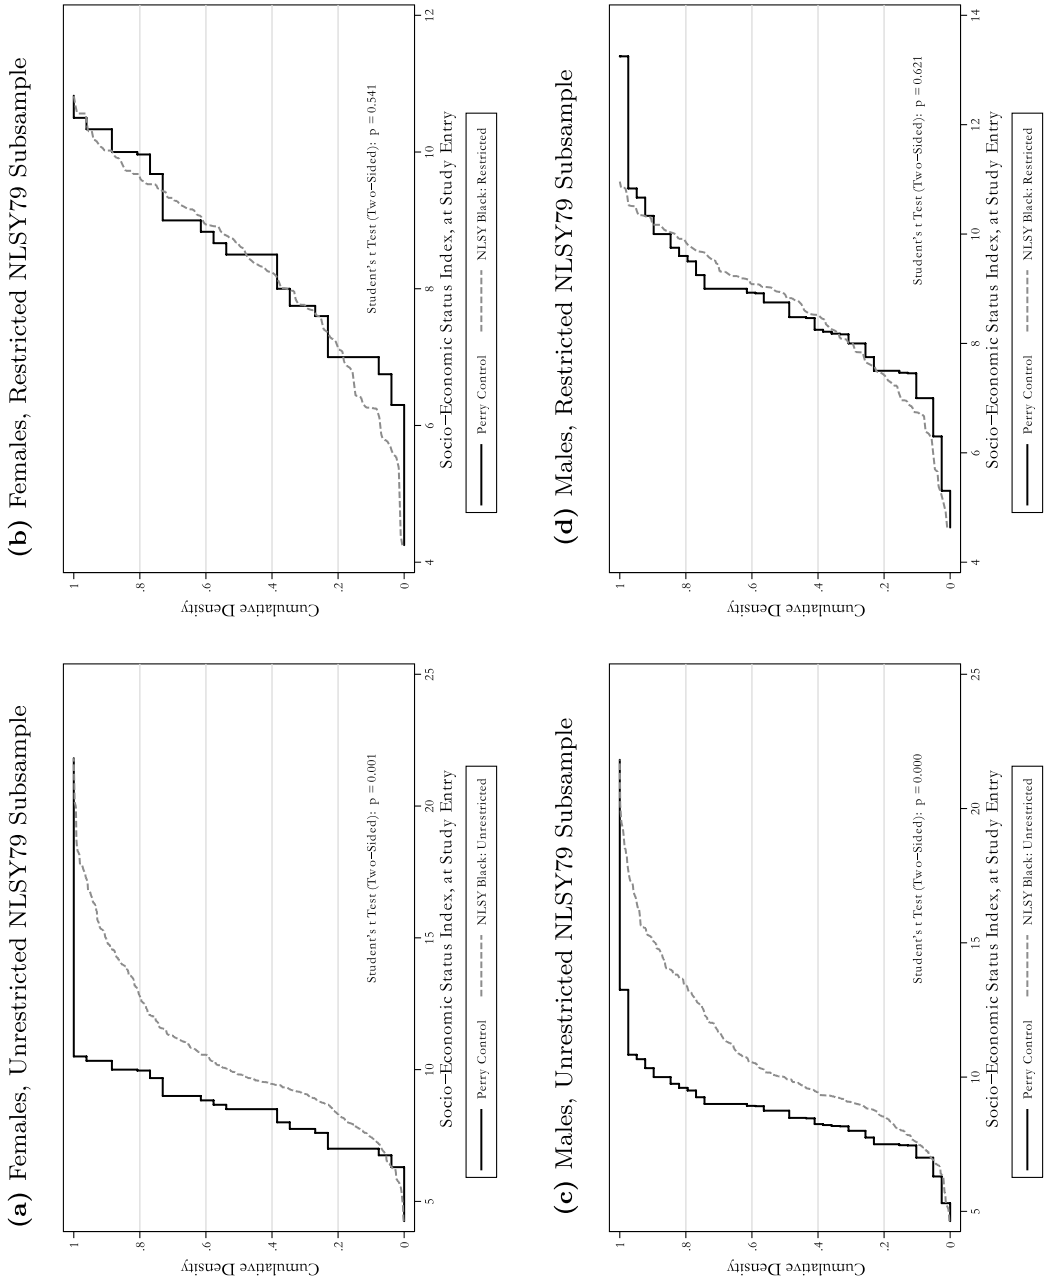 (a) Females, Unrestricted NLSY79 Subsample
Cumulative Density
0 .2 .4 .6 .8 1
5 10 15 20 25
Socio−Economic Status Index, at Study Entry
Student's t Test (Two−Sided): p = 0.001
Perry Control NLSY Black: Unrestricted
(b) Females, Restricted NLSY79 Subsample
Cumulative Density
0 .2 .4 .6 .8 1
4 6 8 10 12
Socio−Economic Status Index, at Study Entry
Student's t Test (Two−Sided): p = 0.541
Perry Control NLSY Black: Restricted
(c) Males, Unrestricted NLSY79 Subsample
Cumulative Density
0 .2 .4 .6 .8 1
5 10 15 20 25
Socio−Economic Status Index, at Study Entry
Student's t Test (Two−Sided): p = 0.000
Perry Control NLSY Black: Unrestricted
(d) Males, Restricted NLSY79 Subsample
Cumulative Density
0 .2 .4 .6 .8 1
4 6 8 10 12 14
Socio−Economic Status Index, at Study Entry
Student's t Test (Two−Sided): p = 0.621
Perry Control NLSY Black: Restricted